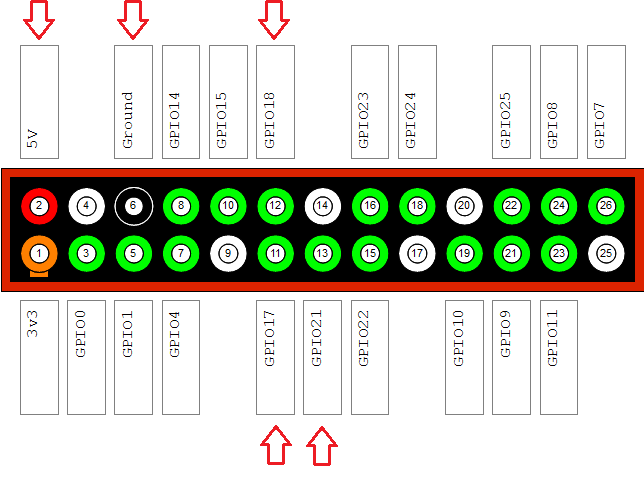 5V
Ground
GPIO14
GPIO15
GPIO18
GPIO23
GPIO24
GPIO25
GPIO8
GPIO7
2 4 6 8 10 12 14 16 18 20 22 24 26
1 3 5 7 9 11 13 15 17 19 21 23 25
3v3
GPIO0
GPIO1
GPIO4
GPIO17
GPIO21
GPIO22
GPIO10
GPIO9
GPIO11